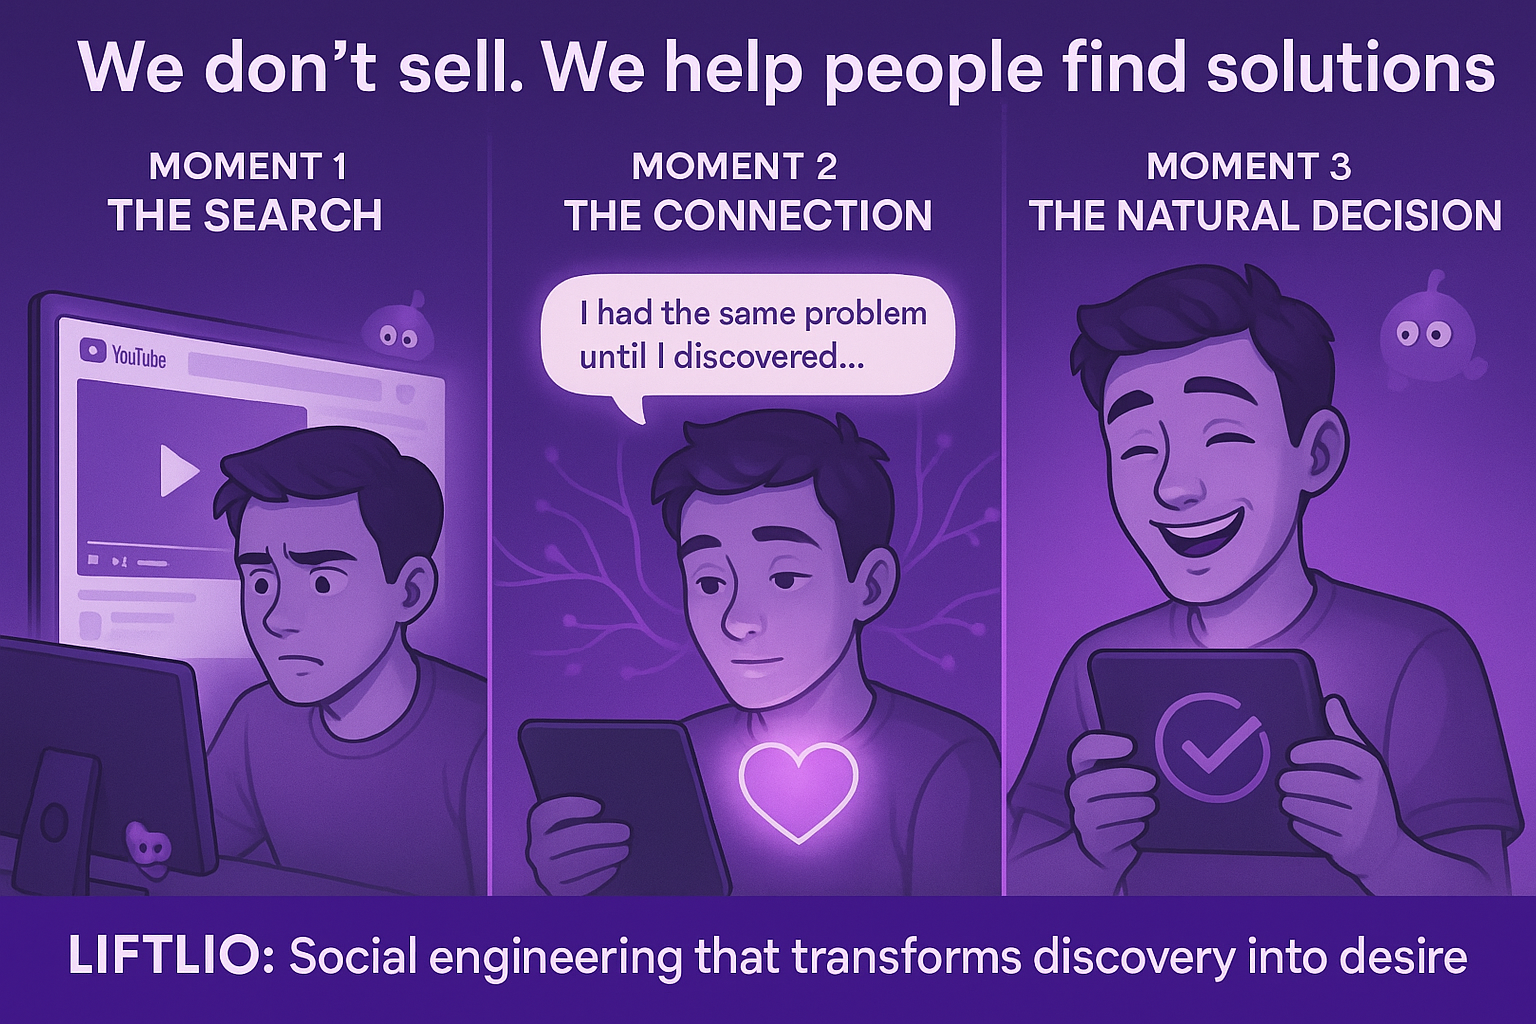 We don't sell. We help people find solutions
MOMENT 1
THE SEARCH
YouTube
MOMENT 2
THE CONNECTION
I had the same problem
until I discovered...
MOMENT 3
THE NATURAL DECISION
LIFTLIO: Social engineering that transforms discovery into desire